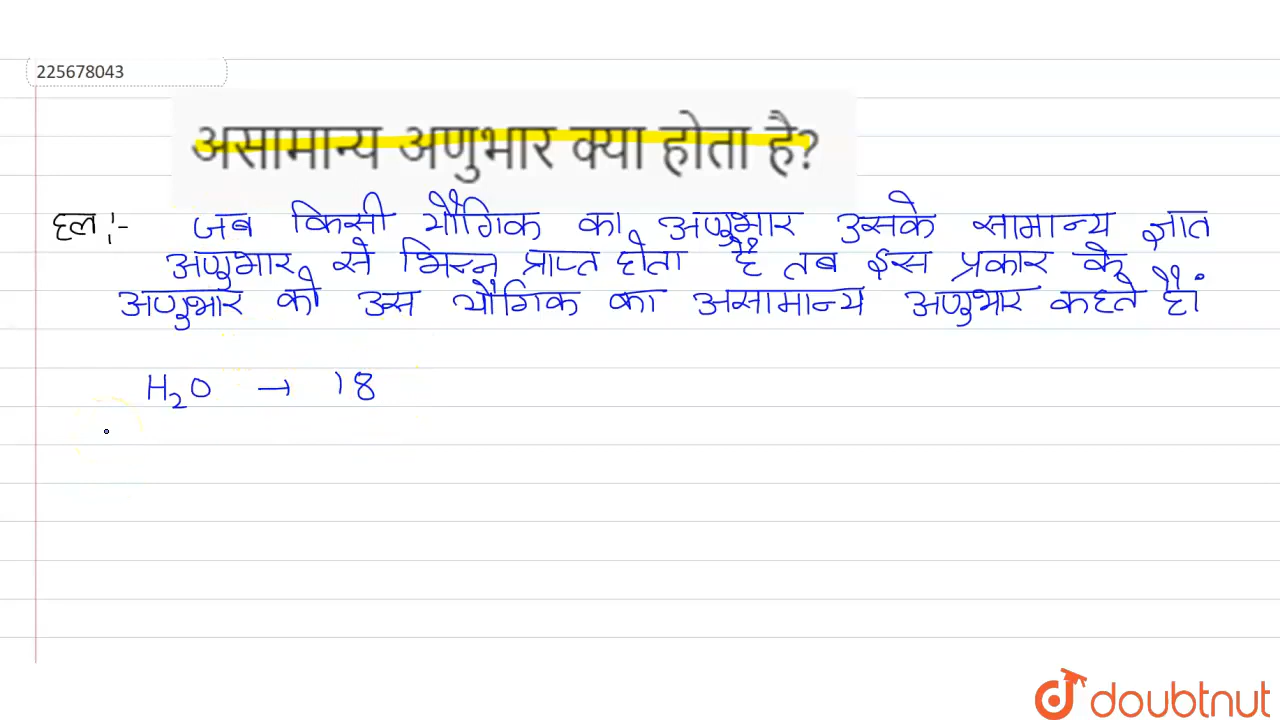 225678043
असामान्य अणुभार क्या होता है?
हल :- जब किसी यौगिक का अणुभार उसके सामान्य ज्ञात
अणुभार से भिन्न प्राप्त होता है तब इस प्रकार के
अणुभार को उस यौगिक का असामान्य अणुभार कहते हैं।
H₂O → 18
doubtnut